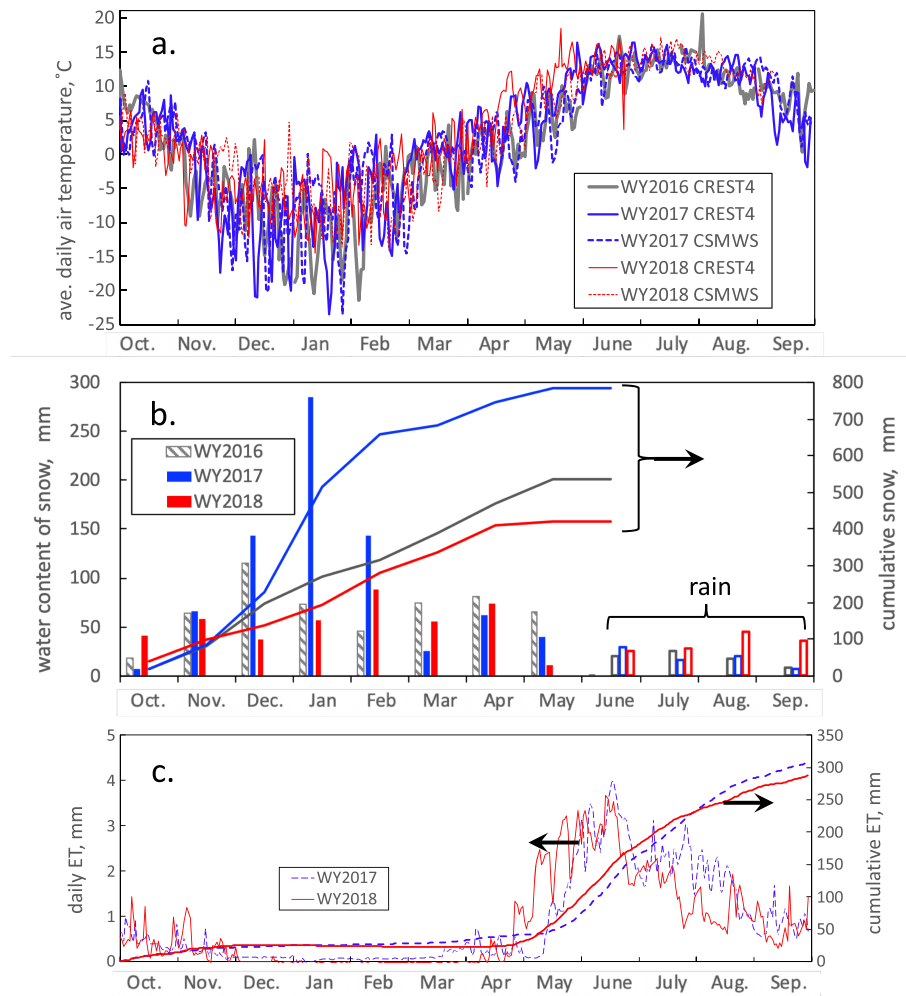 a.
ave. daily air temperature, ˚C
20
15
10
5
0
-5
-10
-15
-20
-25
WY2016 CREST4
WY2017 CREST4
WY2017 CSMWS
WY2018 CREST4
WY2018 CSMWS
Oct. Nov. Dec. Jan Feb Mar Apr May June July Aug. Sep.
b.
water content of snow, mm
300
250
200
150
100
50
0
WY2016
WY2017
WY2018
rain
800
700
600
500
400
300
200
100
0
cumulative snow, mm
Oct. Nov. Dec. Jan Feb Mar Apr May June July Aug. Sep.
c.
daily ET, mm
5
4
3
2
1
0
WY2017
WY2018
350
300
250
200
150
100
50
0
cumulative ET, mm
Oct. Nov. Dec. Jan Feb Mar Apr May June July Aug. Sep.